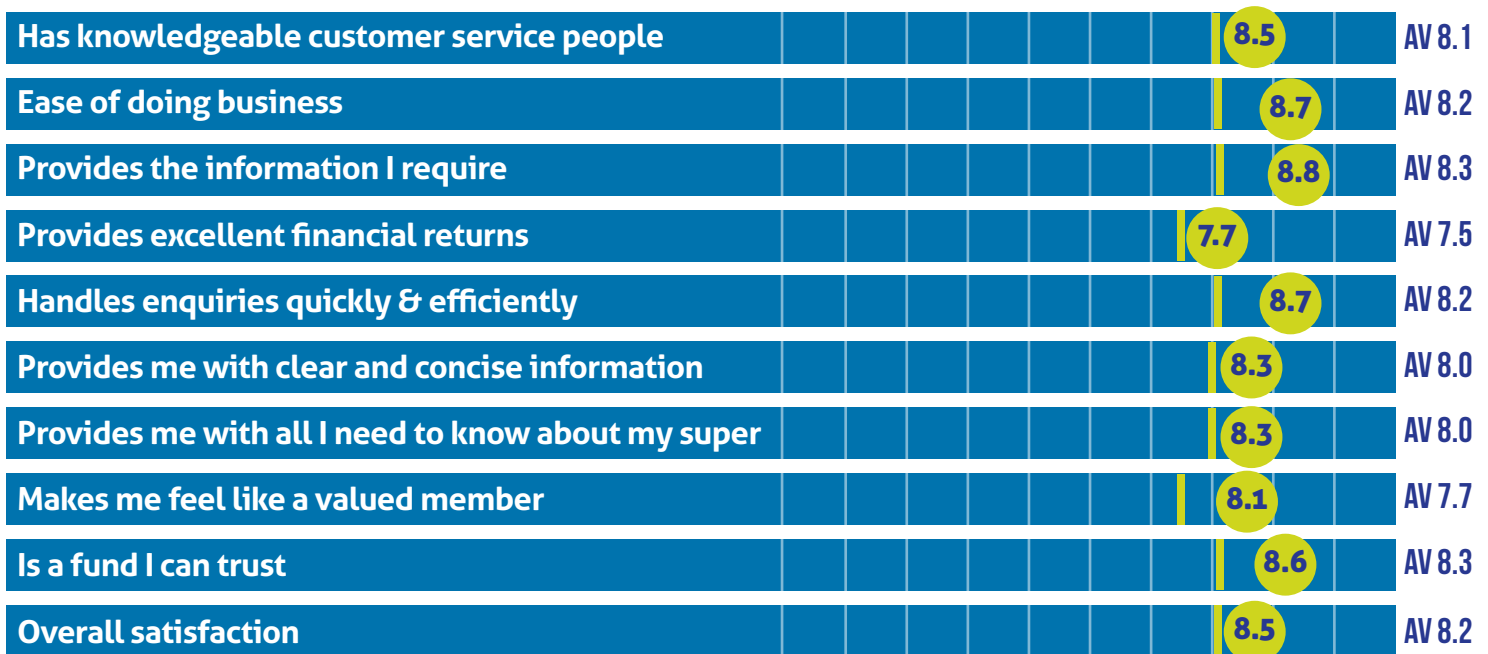 Has knowledgeable customer service people 8.5 AV 8.1
Ease of doing business 8.7 AV 8.2
Provides the information I require 8.8 AV 8.3
Provides excellent financial returns 7.7 AV 7.5
Handles enquiries quickly & efficiently 8.7 AV 8.2
Provides me with clear and concise information 8.3 AV 8.0
Provides me with all I need to know about my super 8.3 AV 8.0
Makes me feel like a valued member 8.1 AV 7.7
Is a fund I can trust 8.6 AV 8.3
Overall satisfaction 8.5 AV 8.2